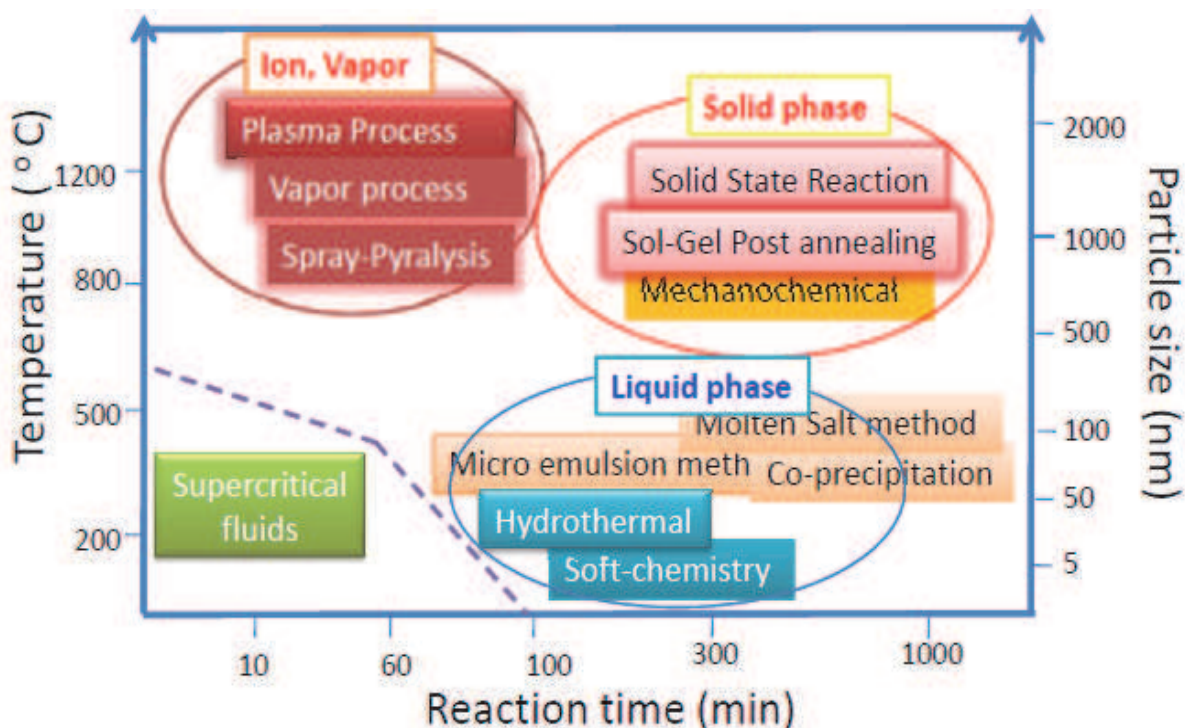 Ion, Vapor
Plasma Process
Vapor process
Spray-Pyralysis
Solid phase
Solid State Reaction
Sol-Gel Post annealing
Mechanochemical
Liquid phase
Molten Salt method
Micro emulsion meth
Co-precipitation
Hydrothermal
Soft-chemistry
Supercritical
fluids
Temperature ( ° C)
1200
800
500
200
Particle size (nm)
2000
1000
500
100
50
5
10
60
100
300
1000
Reaction time (min)